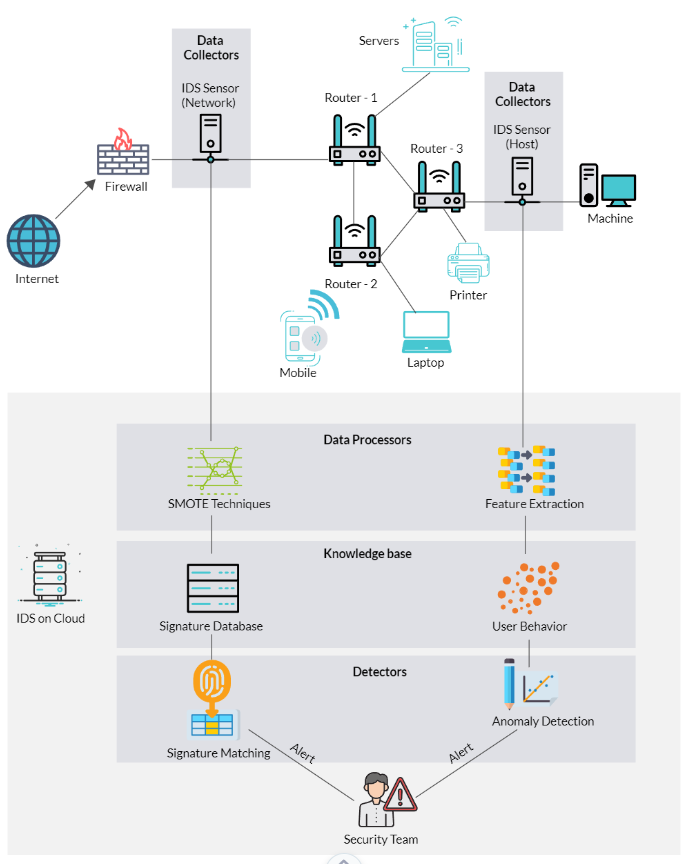 Servers
Data
Collectors
IDS Sensor
(Network)
Data
Collectors
IDS Sensor
(Host)
Router - 1
Router - 3
Firewall
Machine
Internet
Router - 2
Printer
Mobile
Laptop
Data Processors
SMOTE Techniques
Feature Extraction
Knowledge base
IDS on Cloud
Signature Database
User Behavior
Detectors
Signature Matching
Anomaly Detection
Alert
Alert
Security Team